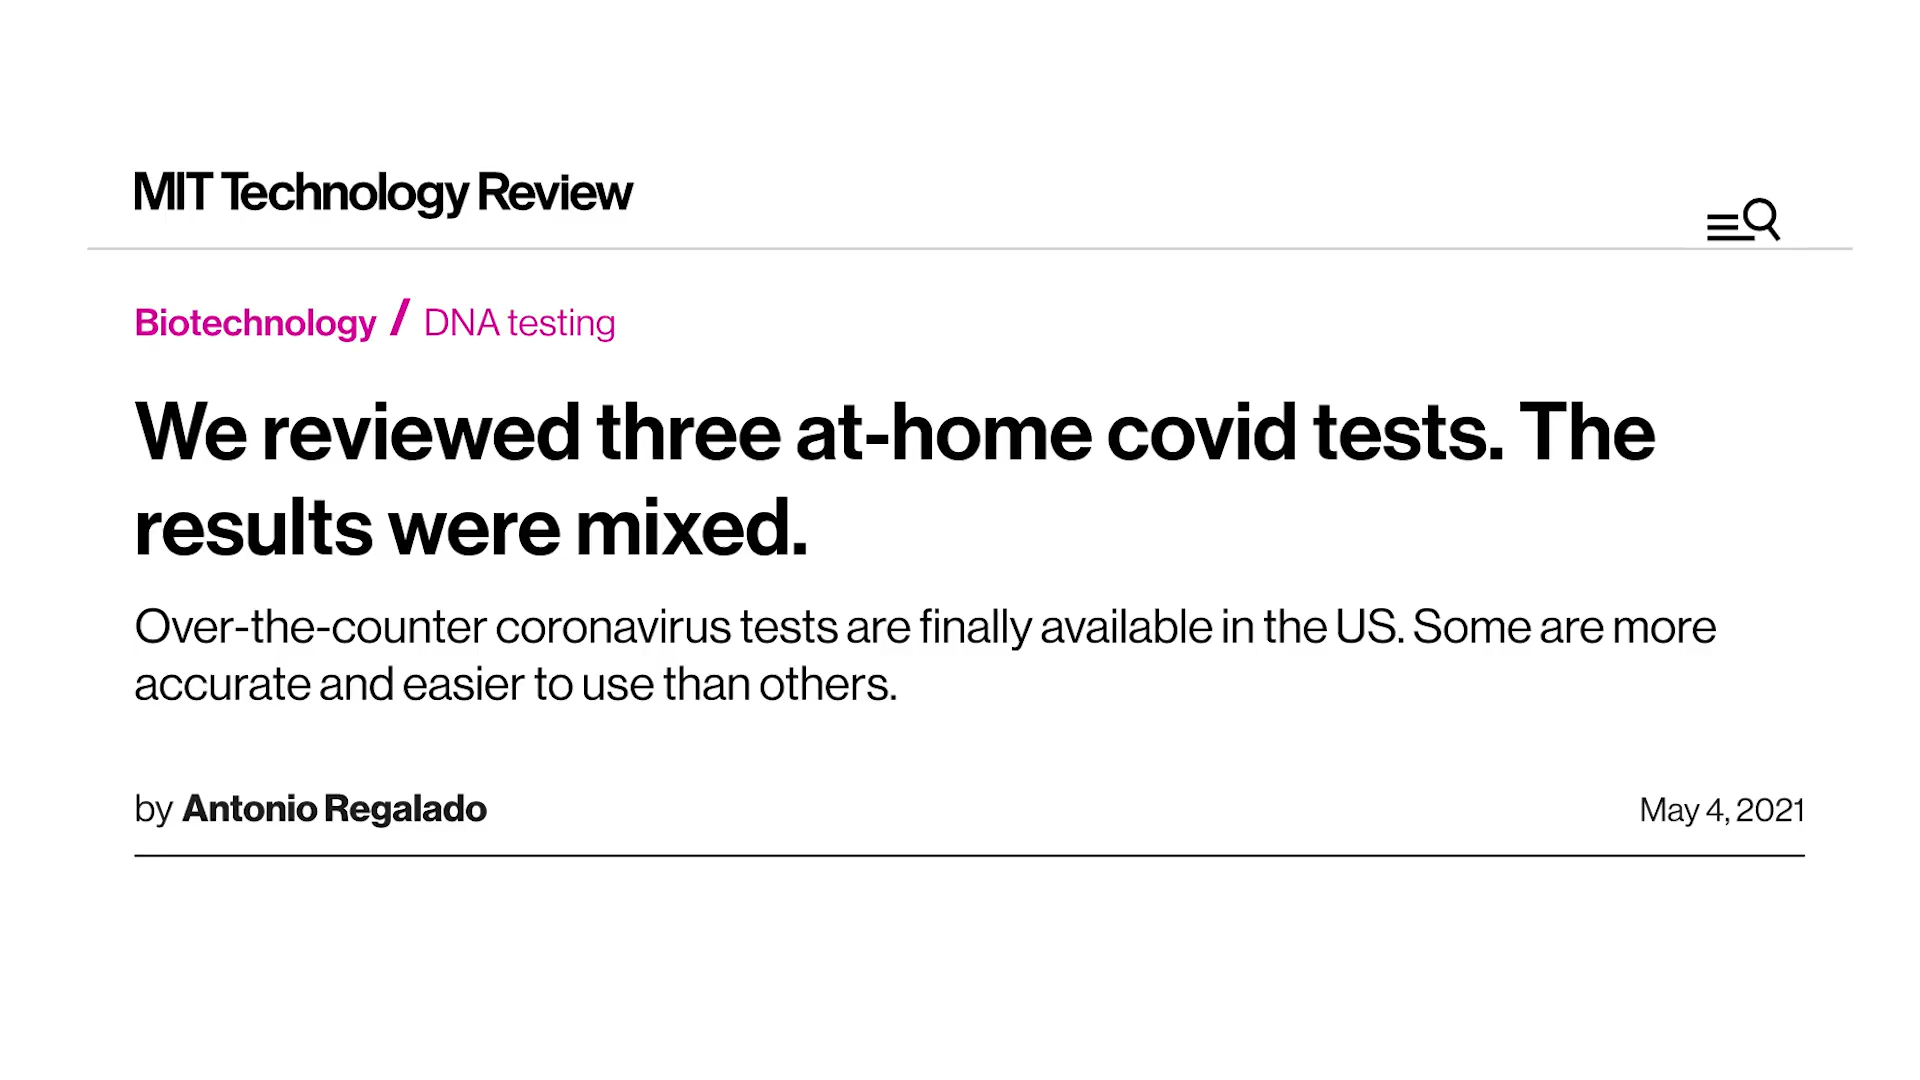 MIT Technology Review
Biotechnology / DNA testing
We reviewed three at-home covid tests. The
results were mixed.
Over-the-counter coronavirus tests are finally available in the US. Some are more
accurate and easier to use than others.
by Antonio Regalado
May 4, 2021